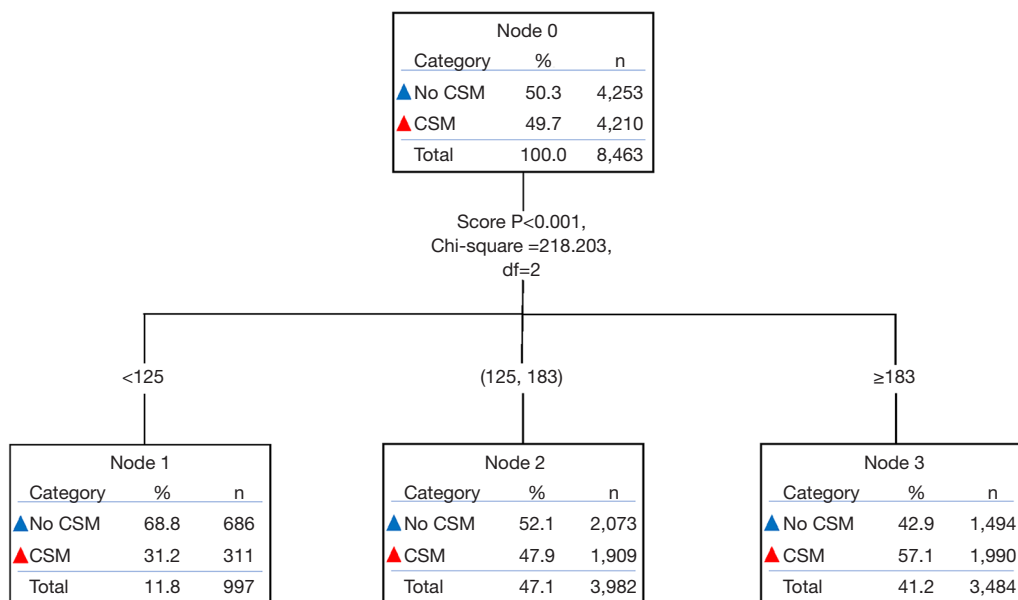 Node 0
Category % n
No CSM 50.3 4,253
CSM 49.7 4,210
Total 100.0 8,463
Score P<0.001,
Chi-square =218.203,
df=2
<125
(125, 183)
≥183
Node 1
Category % n
No CSM 68.8 686
CSM 31.2 311
Total 11.8 997
Node 2
Category % n
No CSM 52.1 2,073
CSM 47.9 1,909
Total 47.1 3,982
Node 3
Category % n
No CSM 42.9 1,494
CSM 57.1 1,990
Total 41.2 3,484